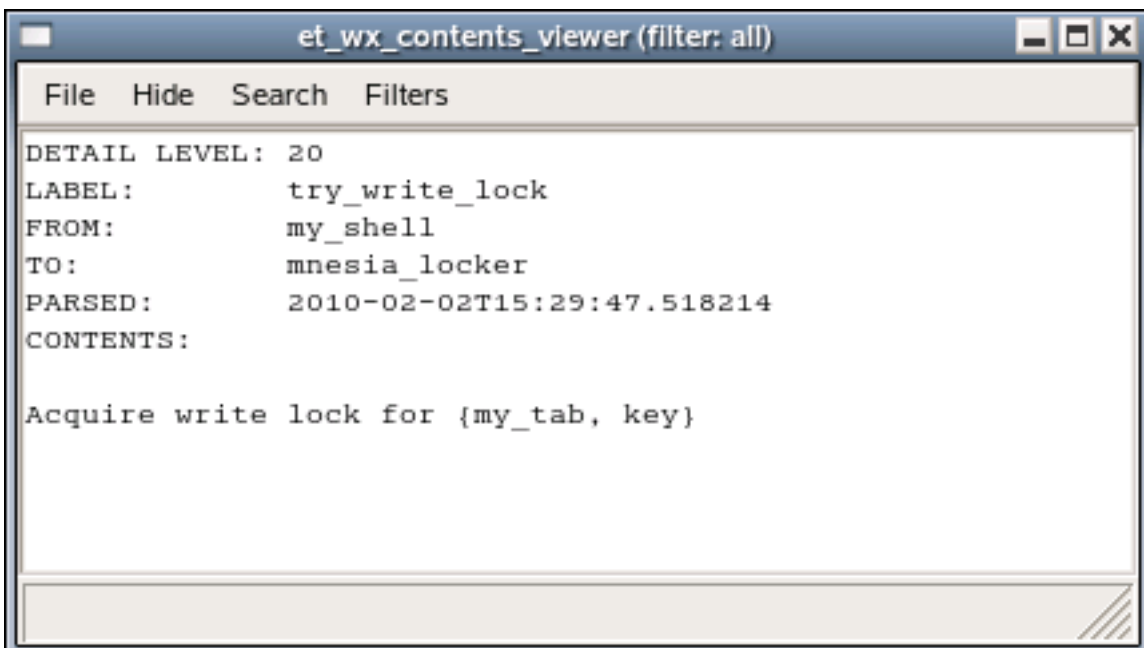 et_wx_contents_viewer (filter: all)
File Hide Search Filters
DETAIL LEVEL: 20
LABEL: try_write_lock
FROM: my_shell
TO: mnesia_locker
PARSED: 2010-02-02T15:29:47.518214
CONTENTS:
Acquire write lock for {my_tab, key}